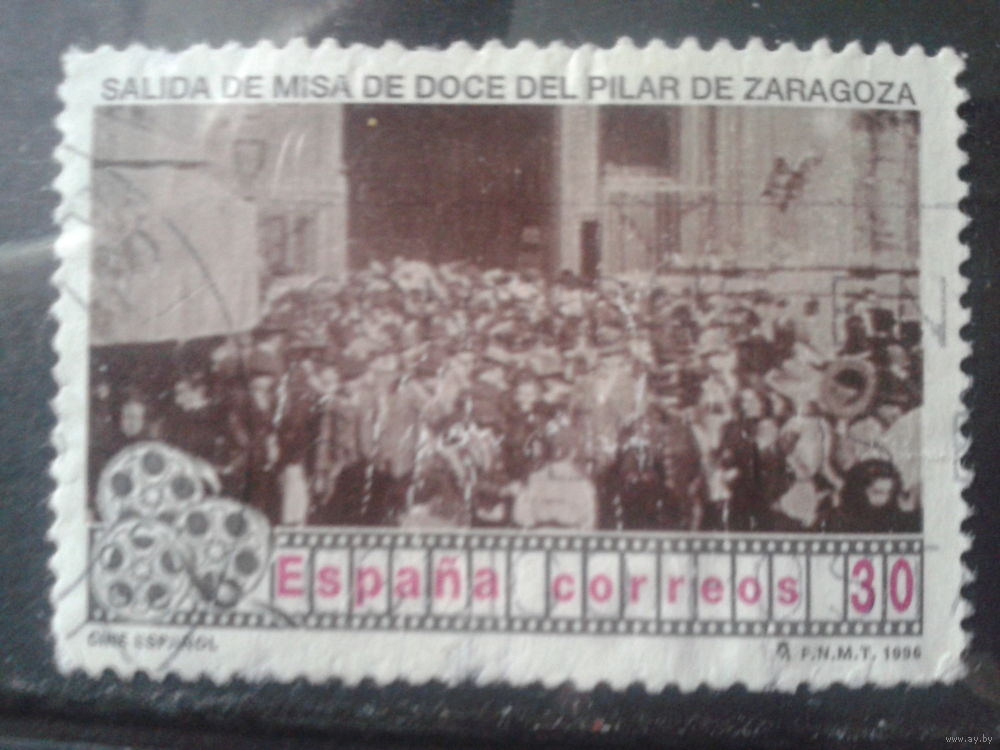 SALIDA DE MISA DE DOCE DEL PILAR DE ZARAGOZA
España correos 30
CINE ESPAÑOL
F.N.M.T. 1996
www.ay.by